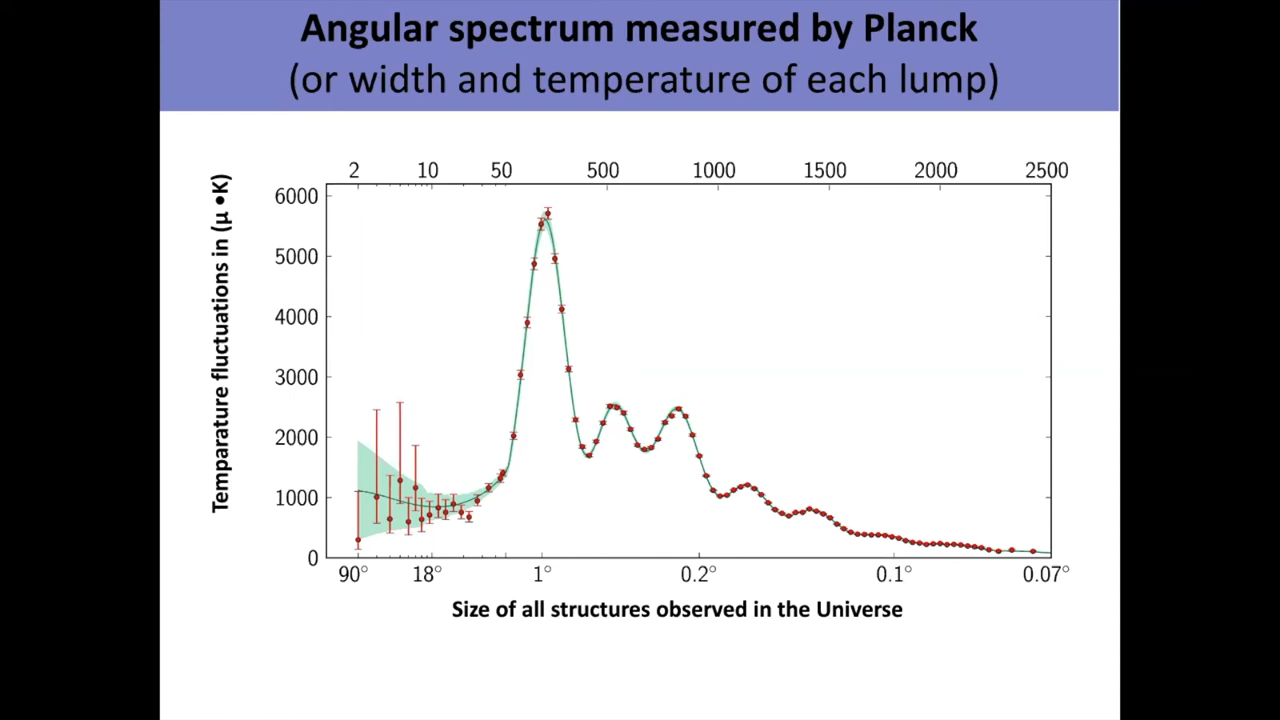 Angular spectrum measured by Planck
(or width and temperature of each lump)
2 10 50 500 1000 1500 2000 2500
Temparature fluctuations in (μ •K)
6000
5000
4000
3000
2000
1000
0
90° 18° 1° 0.2° 0.1° 0.07°
Size of all structures observed in the Universe